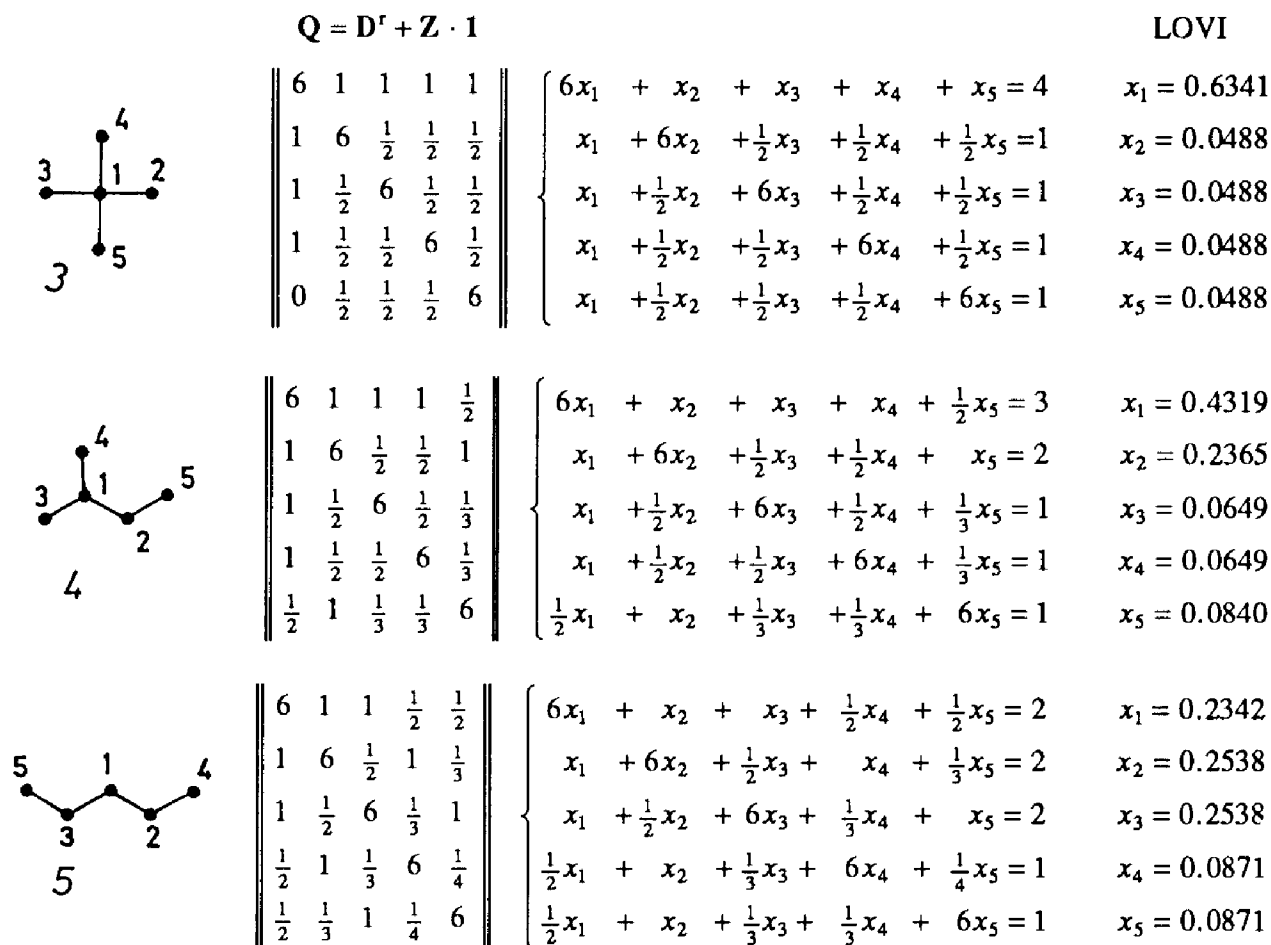 Q = Dʳ + Z · 1 LOVI
4
3 1 2
5
3
6 1 1 1 1
1 6 1/2 1/2 1/2
1 1/2 6 1/2 1/2
1 1/2 1/2 6 1/2
0 1/2 1/2 1/2 6
6x₁ + x₂ + x₃ + x₄ + x₅ = 4 x₁ = 0.6341
x₁ + 6x₂ + 1/2x₃ + 1/2x₄ + 1/2x₅ = 1 x₂ = 0.0488
x₁ + 1/2x₂ + 6x₃ + 1/2x₄ + 1/2x₅ = 1 x₃ = 0.0488
x₁ + 1/2x₂ + 1/2x₃ + 6x₄ + 1/2x₅ = 1 x₄ = 0.0488
x₁ + 1/2x₂ + 1/2x₃ + 1/2x₄ + 6x₅ = 1 x₅ = 0.0488
4
3 1 5
2
4
6 1 1 1 1/2
1 6 1/2 1/2 1
1 1/2 6 1/2 1/3
1 1/2 1/2 6 1/3
1/2 1 1/3 1/3 6
6x₁ + x₂ + x₃ + x₄ + 1/2x₅ = 3 x₁ = 0.4319
x₁ + 6x₂ + 1/2x₃ + 1/2x₄ + x₅ = 2 x₂ = 0.2365
x₁ + 1/2x₂ + 6x₃ + 1/2x₄ + 1/3x₅ = 1 x₃ = 0.0649
x₁ + 1/2x₂ + 1/2x₃ + 6x₄ + 1/3x₅ = 1 x₄ = 0.0649
1/2x₁ + x₂ + 1/3x₃ + 1/3x₄ + 6x₅ = 1 x₅ = 0.0840
5 1 4
3 2
5
6 1 1 1/2 1/2
1 6 1/2 1 1/3
1 1/2 6 1/3 1
1/2 1 1/3 6 1/4
1/2 1/3 1 1/4 6
6x₁ + x₂ + x₃ + 1/2x₄ + 1/2x₅ = 2 x₁ = 0.2342
x₁ + 6x₂ + 1/2x₃ + x₄ + 1/3x₅ = 2 x₂ = 0.2538
x₁ + 1/2x₂ + 6x₃ + 1/3x₄ + x₅ = 2 x₃ = 0.2538
1/2x₁ + x₂ + 1/3x₃ + 6x₄ + 1/4x₅ = 1 x₄ = 0.0871
1/2x₁ + x₂ + 1/3x₃ + 1/3x₄ + 6x₅ = 1 x₅ = 0.0871